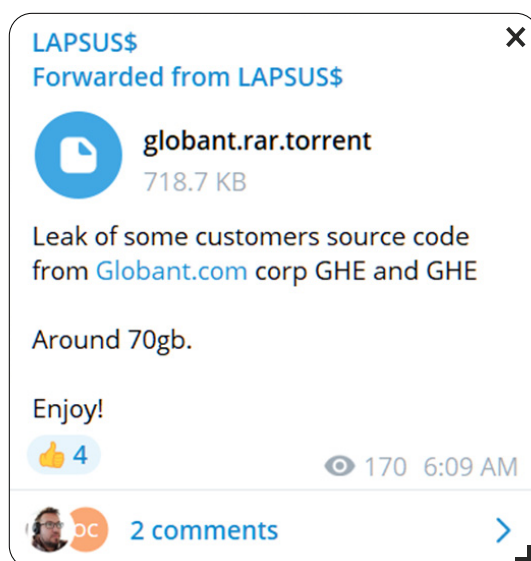 LAPSUS$
Forwarded from LAPSUS$
globant.rar.torrent
718.7 KB
Leak of some customers source code
from Globant.com corp GHE and GHE
Around 70gb.
Enjoy!
4
170 6:09 AM
OC
2 comments